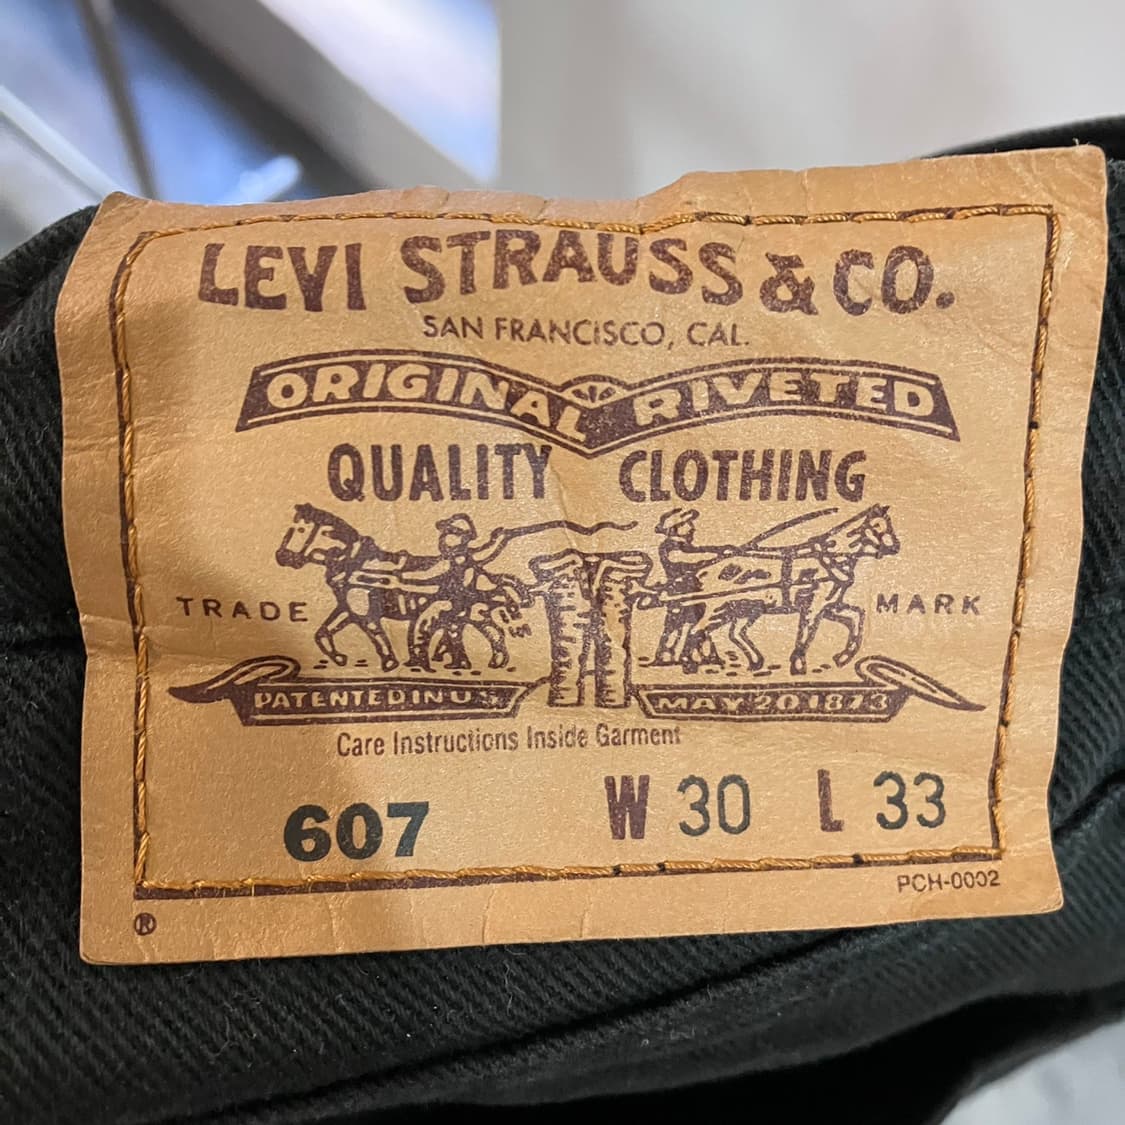 LEVI STRAUSS & CO.
SAN FRANCISCO, CAL.
ORIGINAL RIVETED
QUALITY CLOTHING
TRADE MARK
PATENTED IN U.S. MAY 20 1873
Care Instructions Inside Garment
607 W 30 L 33
PCH-0002
®